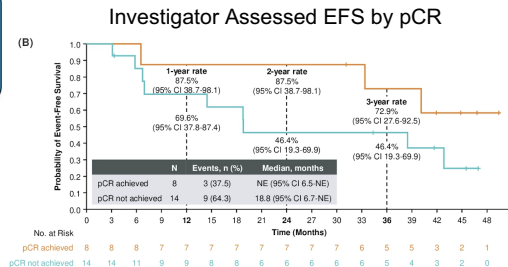 Investigator Assessed EFS by pCR
(B)
Probability of Event-Free Survival
1.0
0.9
0.8
0.7
0.6
0.5
0.4
0.3
0.2
0.1
0.0
1-year rate
87.5%
(95% CI 38.7-98.1)
69.6%
(95% CI 37.8-87.4)
2-year rate
87.5%
(95% CI 38.7-98.1)
46.4%
(95% CI 19.3-69.9)
3-year rate
72.9%
(95% CI 27.6-92.5)
46.4%
(95% CI 19.3-69.9)
N Events, n (%) Median, months
pCR achieved 8 3 (37.5) NE (95% CI 6.5-NE)
pCR not achieved 14 9 (64.3) 18.8 (95% CI 6.7-NE)
0 3 6 9 12 15 18 21 24 27 30 33 36 39 42 45 48
No. at Risk
Time (Months)
pCR achieved 8 8 8 7 7 7 7 7 7 7 7 6 5 5 3 2 1
pCR not achieved 14 14 11 9 9 8 8 6 6 6 6 6 5 4 3 2 0